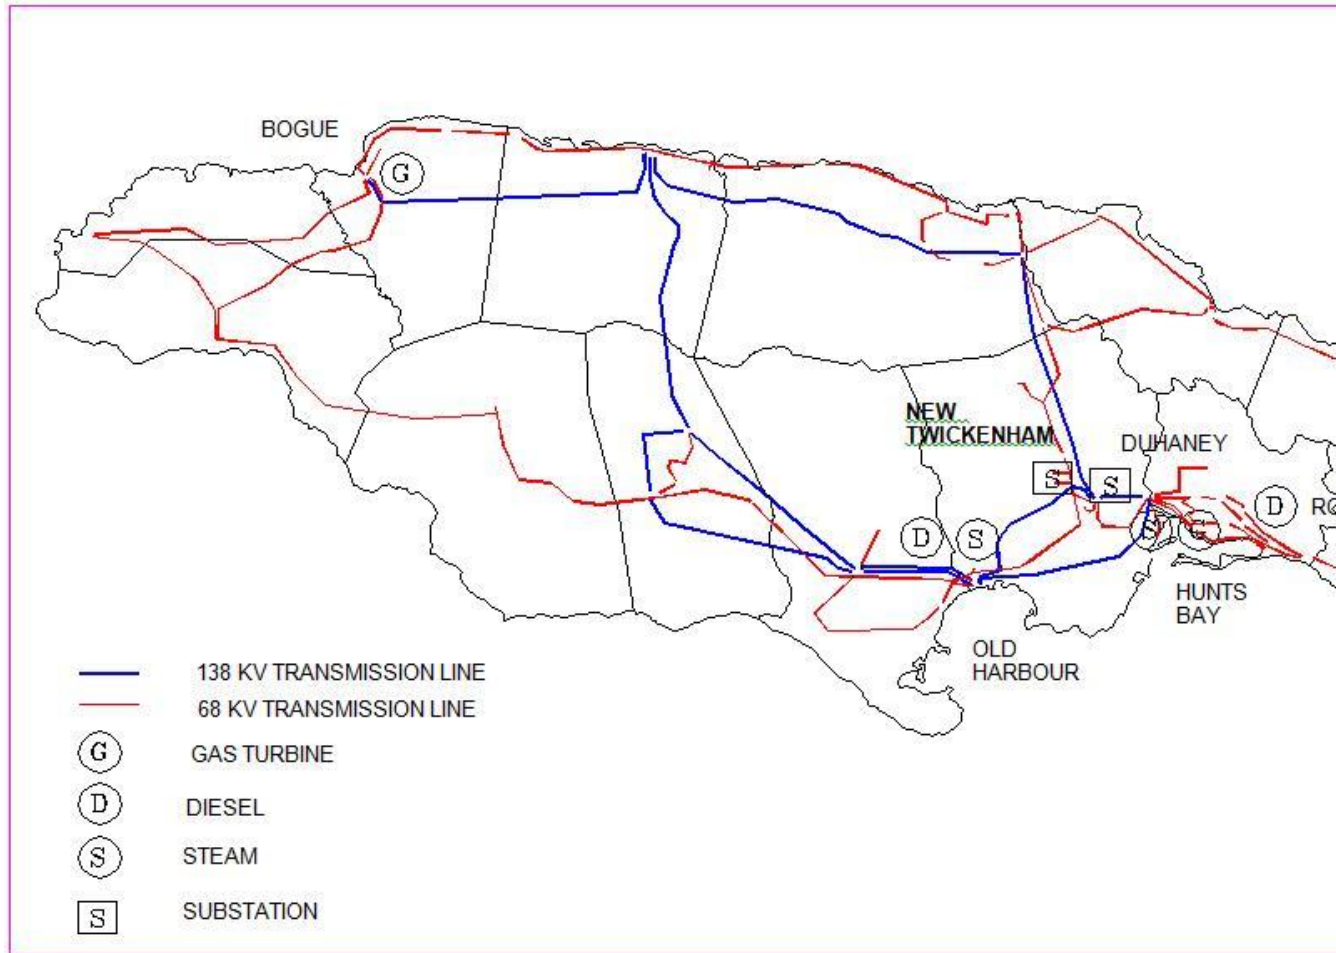 BOGUE
G
NEW
TWICKENHAM
DUHANEY
S
S
D
RO
D
S
S
G
HUNTS
BAY
OLD
HARBOUR
138 KV TRANSMISSION LINE
68 KV TRANSMISSION LINE
G
GAS TURBINE
D
DIESEL
S
STEAM
S
SUBSTATION